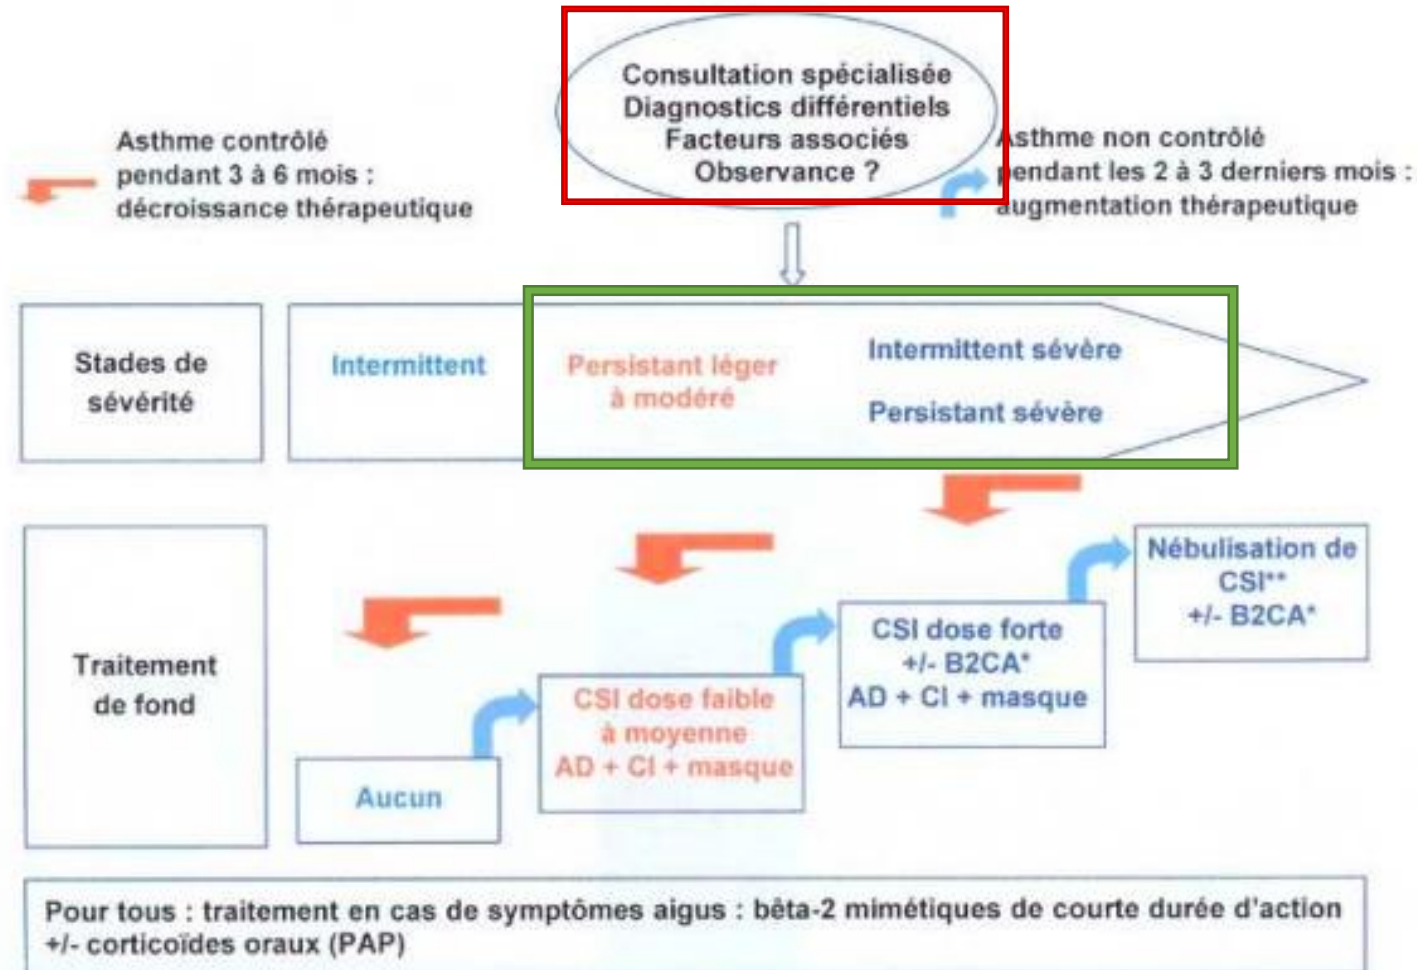 Consultation spécialisée
Diagnostics différentiels
Facteurs associés
Observance ?
Asthme contrôlé
pendant 3 à 6 mois :
décroissance thérapeutique
Asthme non contrôlé
pendant les 2 à 3 derniers mois :
augmentation thérapeutique
Stades de
sévérité
Intermittent
Persistant léger
à modéré
Intermittent sévère
Persistant sévère
Traitement
de fond
Aucun
CSI dose faible
à moyenne
AD + CI + masque
CSI dose forte
+/- B2CA*
AD + CI + masque
Nébulisation de
CSI**
+/- B2CA*
Pour tous : traitement en cas de symptômes aigus : bêta-2 mimétiques de courte durée d'action
+/- corticoïdes oraux (PAP)